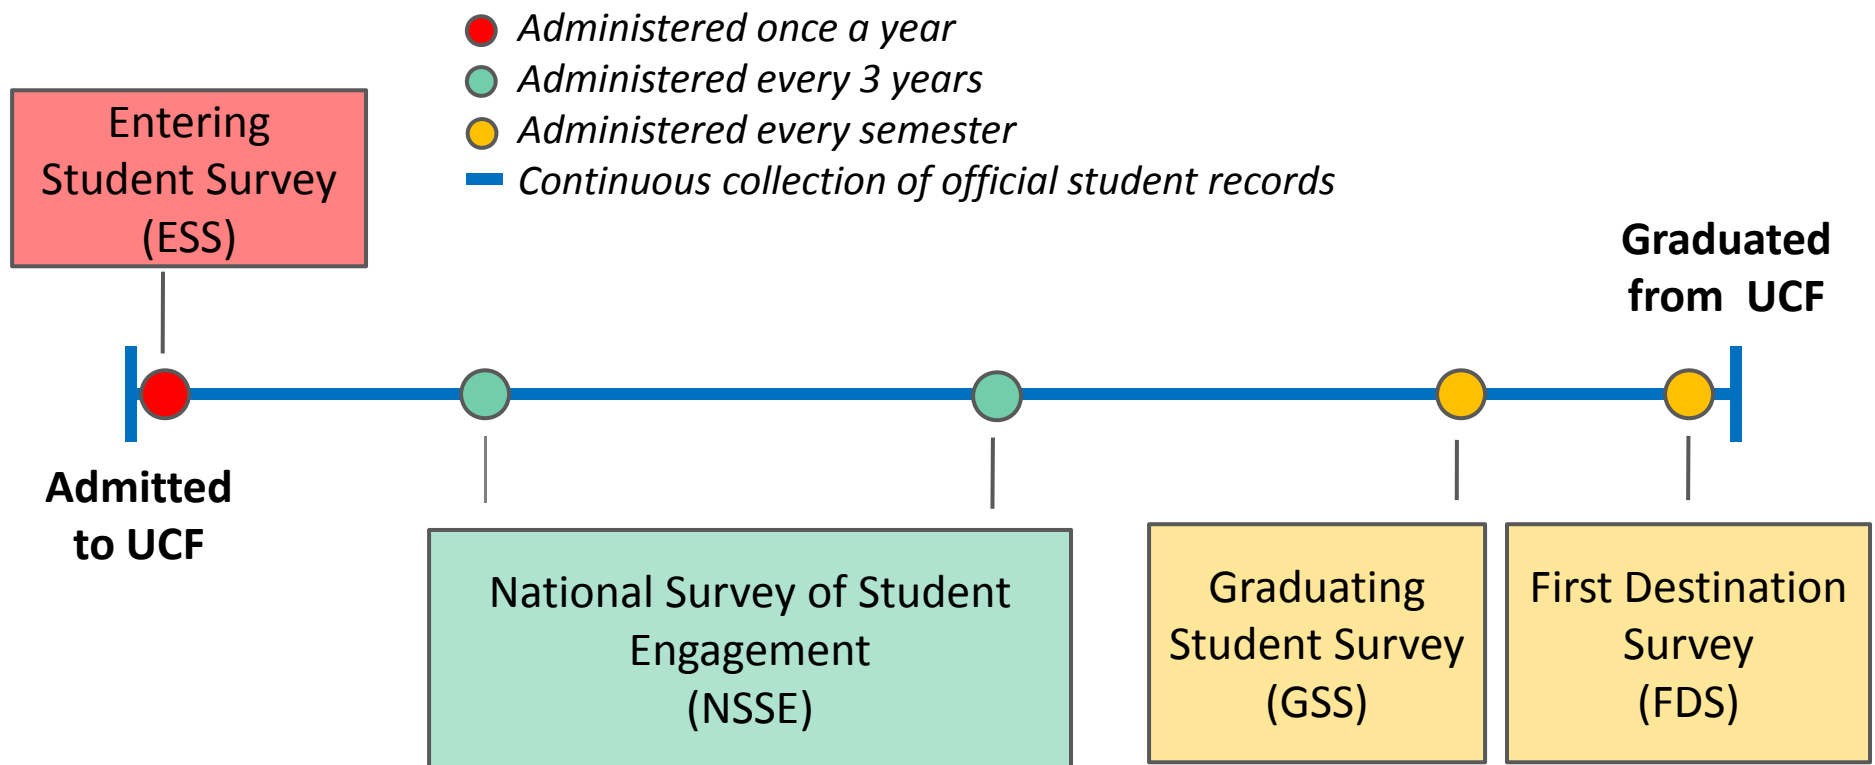 Administered once a year
Administered every 3 years
Administered every semester
Continuous collection of official student records
Entering
Student Survey
(ESS)
Graduated
from UCF
Admitted
to UCF
National Survey of Student
Engagement
(NSSE)
Graduating
Student Survey
(GSS)
First Destination
Survey
(FDS)